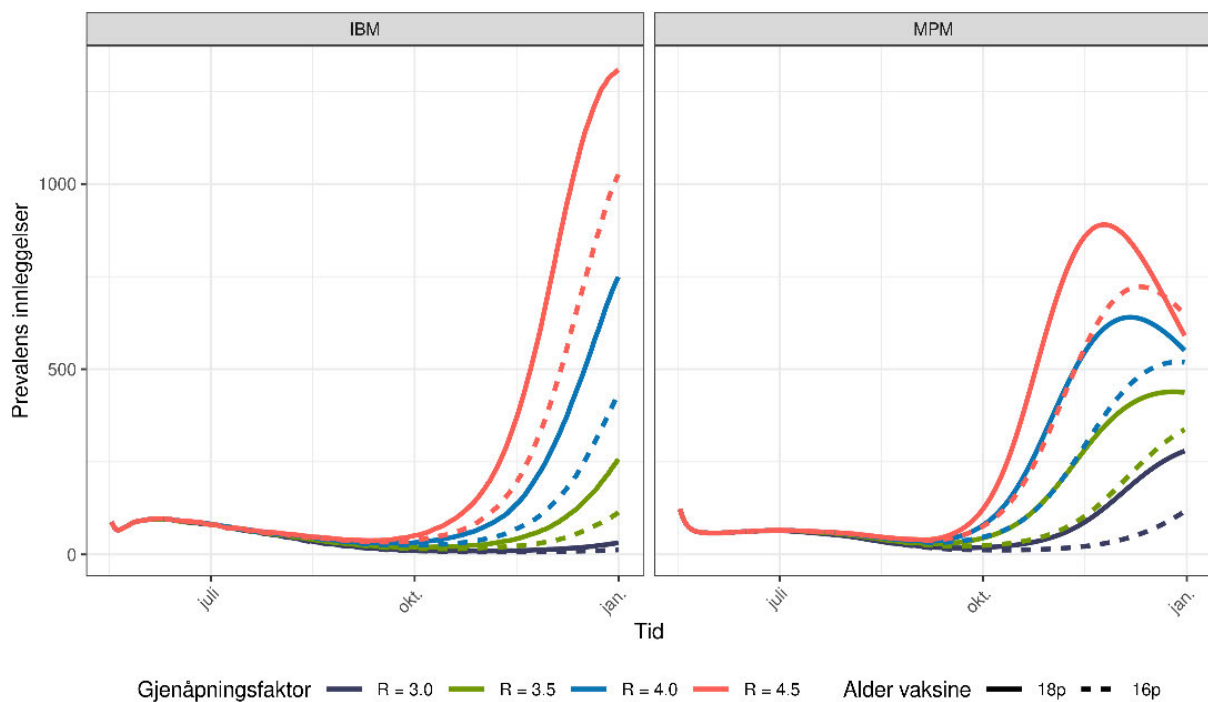 IBM MPM
Prevalens innleggelser
1000
500
0
juli okt. jan. juli okt. jan.
Tid
Gjenåpningsfaktor R = 3.0 R = 3.5 R = 4.0 R = 4.5 Alder vaksine 18p 16p